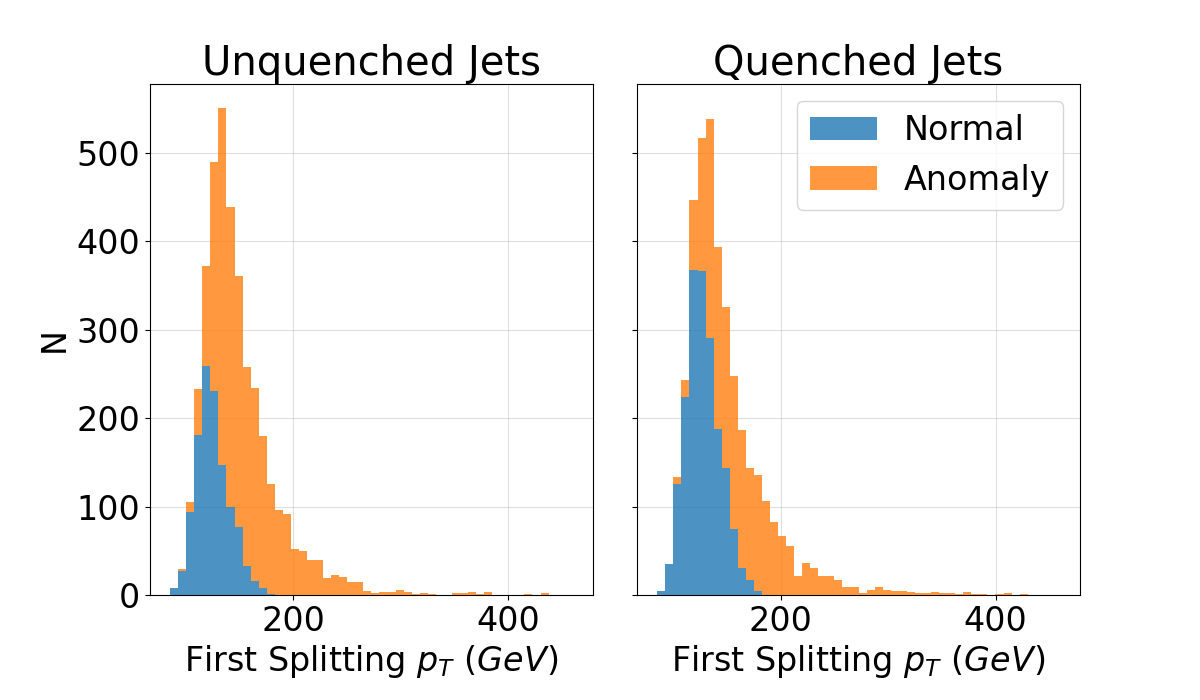 Unquenched Jets
Quenched Jets
Normal
Anomaly
N
500
400
300
200
100
0
200 400
200 400
First Splitting $p_T$ (GeV)
First Splitting $p_T$ (GeV)